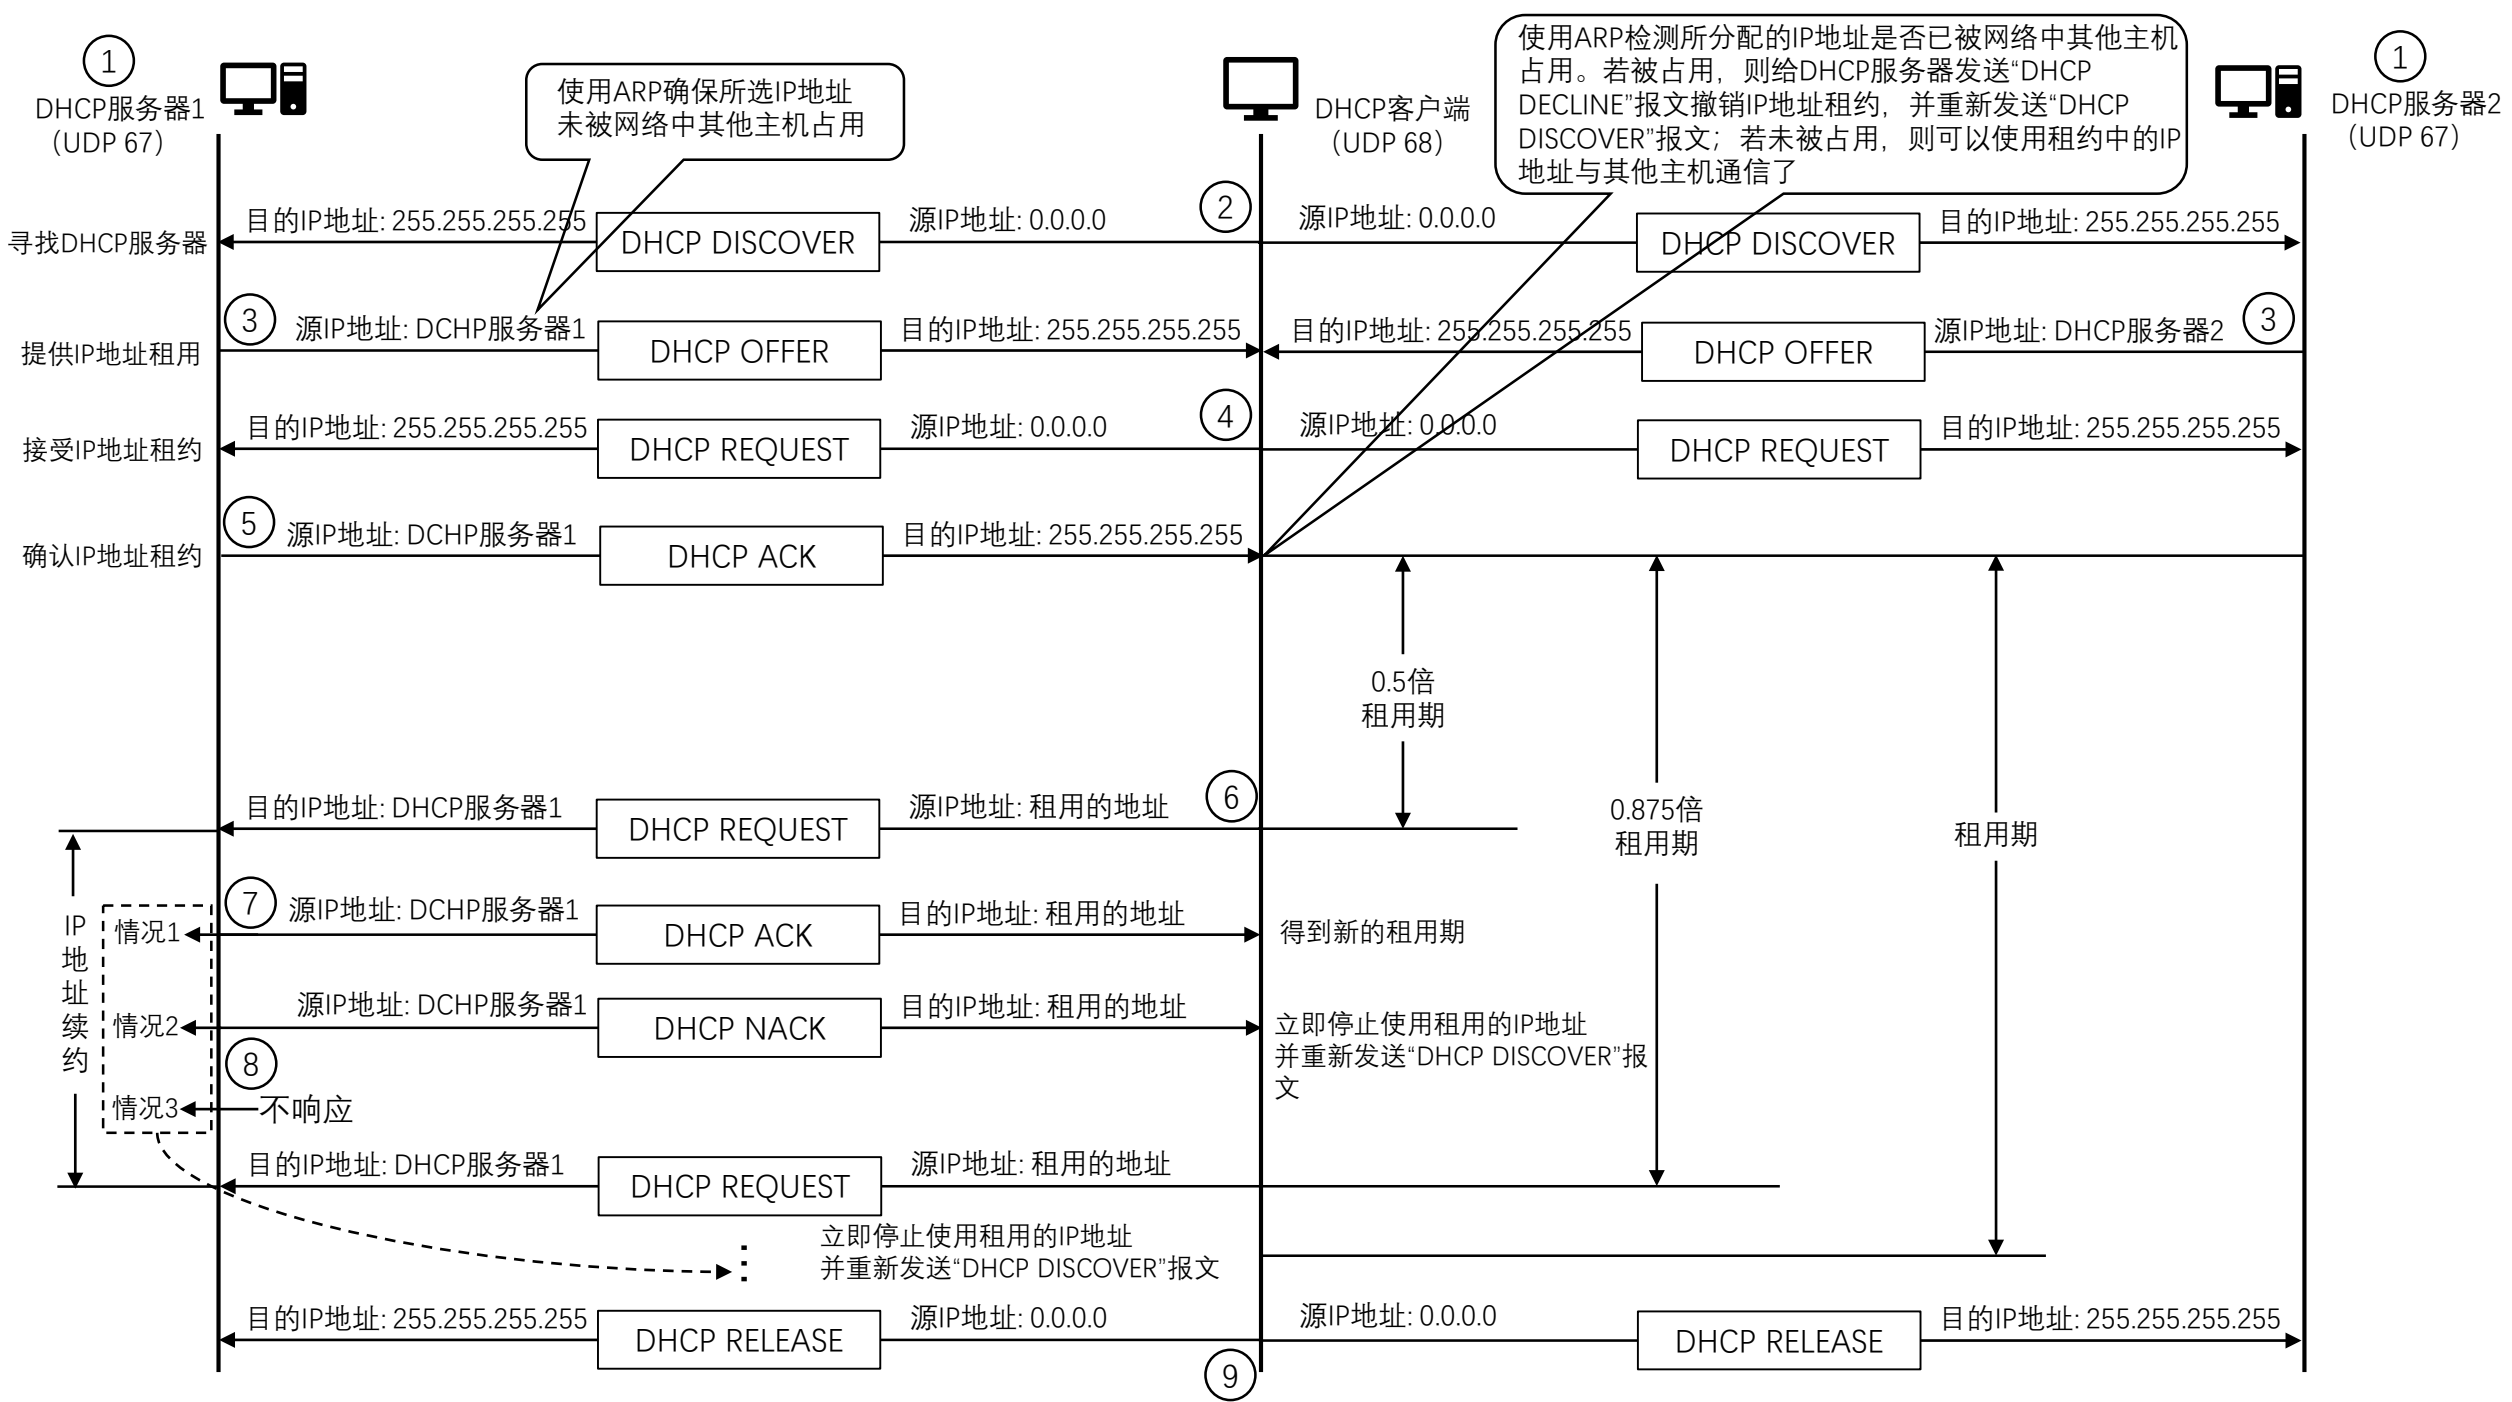 ①
DHCP服务器1
（UDP 67）
使用ARP确保所选IP地址
未被网络中其他主机占用
DHCP客户端
（UDP 68）
使用ARP检测所分配的IP地址是否已被网络中其他主机
占用。若被占用，则给DHCP服务器发送“DHCP
DECLINE”报文撤销IP地址租约，并重新发送“DHCP
DISCOVER”报文；若未被占用，则可以使用租约中的IP
地址与其他主机通信了
①
DHCP服务器2
（UDP 67）
寻找DHCP服务器
目的IP地址: 255.255.255.255
DHCP DISCOVER
源IP地址: 0.0.0.0
②
源IP地址: 0.0.0.0
DHCP DISCOVER
目的IP地址: 255.255.255.255
提供IP地址租用
③
源IP地址: DCHP服务器1
DHCP OFFER
目的IP地址: 255.255.255.255
目的IP地址: 255.255.255.255
DHCP OFFER
源IP地址: DHCP服务器2
③
接受IP地址租约
目的IP地址: 255.255.255.255
DHCP REQUEST
源IP地址: 0.0.0.0
④
源IP地址: 0.0.0.0
DHCP REQUEST
目的IP地址: 255.255.255.255
确认IP地址租约
⑤
源IP地址: DCHP服务器1
DHCP ACK
目的IP地址: 255.255.255.255
0.5倍
租用期
0.875倍
租用期
租用期
目的IP地址: DHCP服务器1
DHCP REQUEST
源IP地址: 租用的地址
⑥
IP
地
址
续
约
情况1
⑦
源IP地址: DCHP服务器1
DHCP ACK
目的IP地址: 租用的地址
得到新的租用期
情况2
源IP地址: DCHP服务器1
DHCP NACK
目的IP地址: 租用的地址
立即停止使用租用的IP地址
并重新发送“DHCP DISCOVER”报
文
⑧
情况3
不响应
目的IP地址: DHCP服务器1
DHCP REQUEST
源IP地址: 租用的地址
立即停止使用租用的IP地址
并重新发送“DHCP DISCOVER”报文
目的IP地址: 255.255.255.255
DHCP RELEASE
源IP地址: 0.0.0.0
源IP地址: 0.0.0.0
DHCP RELEASE
目的IP地址: 255.255.255.255
⑨